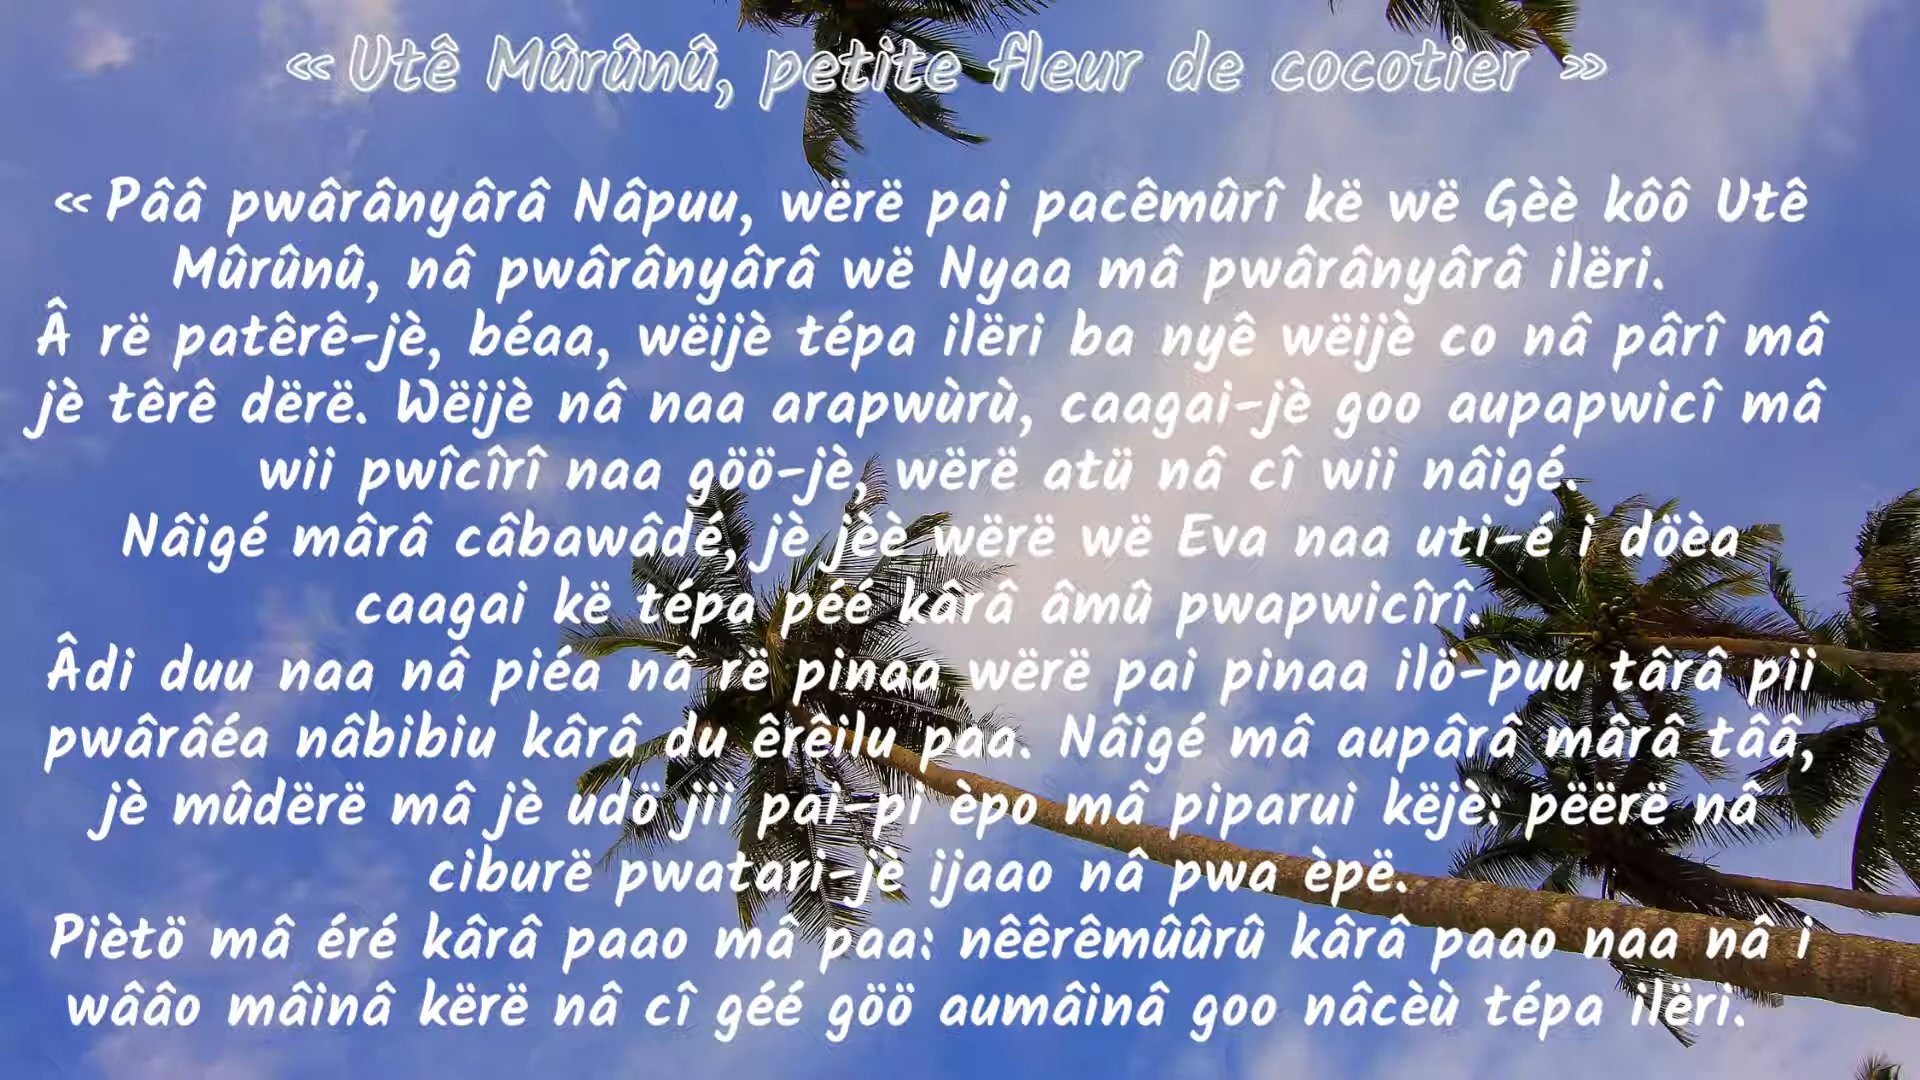 « Utê Mûrûnû, petite fleur de cocotier »
« Pââ pwârânyârâ Nâpuu, wërë pai pacêmûrî kë wë Gèè kôô Utê
Mûrûnû, nâ pwârânyârâ wë Nyaa mâ pwârânyârâ ilëri.
Â rë patêrê-jè, béaa, wëijè tépa ilëri ba nyê wëijè co nâ pârî mâ
jè têrê dërë. Wëijè nâ naa arapwùrù, caagai-jè goo aupapwicî mâ
wii pwîcîrî naa göö-jè, wërë atü nâ cî wii nâigé.
Nâigé mârâ câbawâdé, jè jèè wërë wë Eva naa uti-é i döèa
caagai kë tépa péé kârâ âmû pwapwicîrî.
Âdi duu naa nâ piéa nâ rë pinaa wërë pai pinaa ilö-puu târâ pii
pwârâéa nâbibiu kârâ du êrêilu paa. Nâigé mâ aupârâ mârâ tââ,
jè mûdërë mâ jè udö jii pai-pi èpo mâ piparui këjè: pëërë nâ
ciburë pwatari-jè ijaao nâ pwa èpë.
Piètö mâ éré kârâ paao mâ paa: nêêrêmûûrû kârâ paao naa nâ i
wââo mâinâ kërë nâ cî géé göö aumâinâ goo nâcèù tépa ilëri.